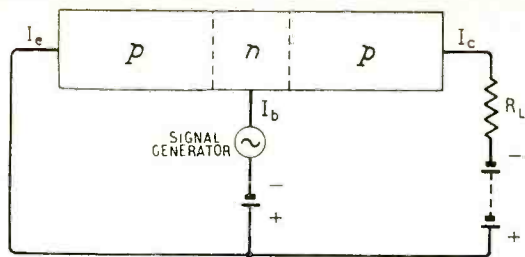 I_e
p
n
p
I_c
I_b
R_L
SIGNAL
GENERATOR
−
+
−
+